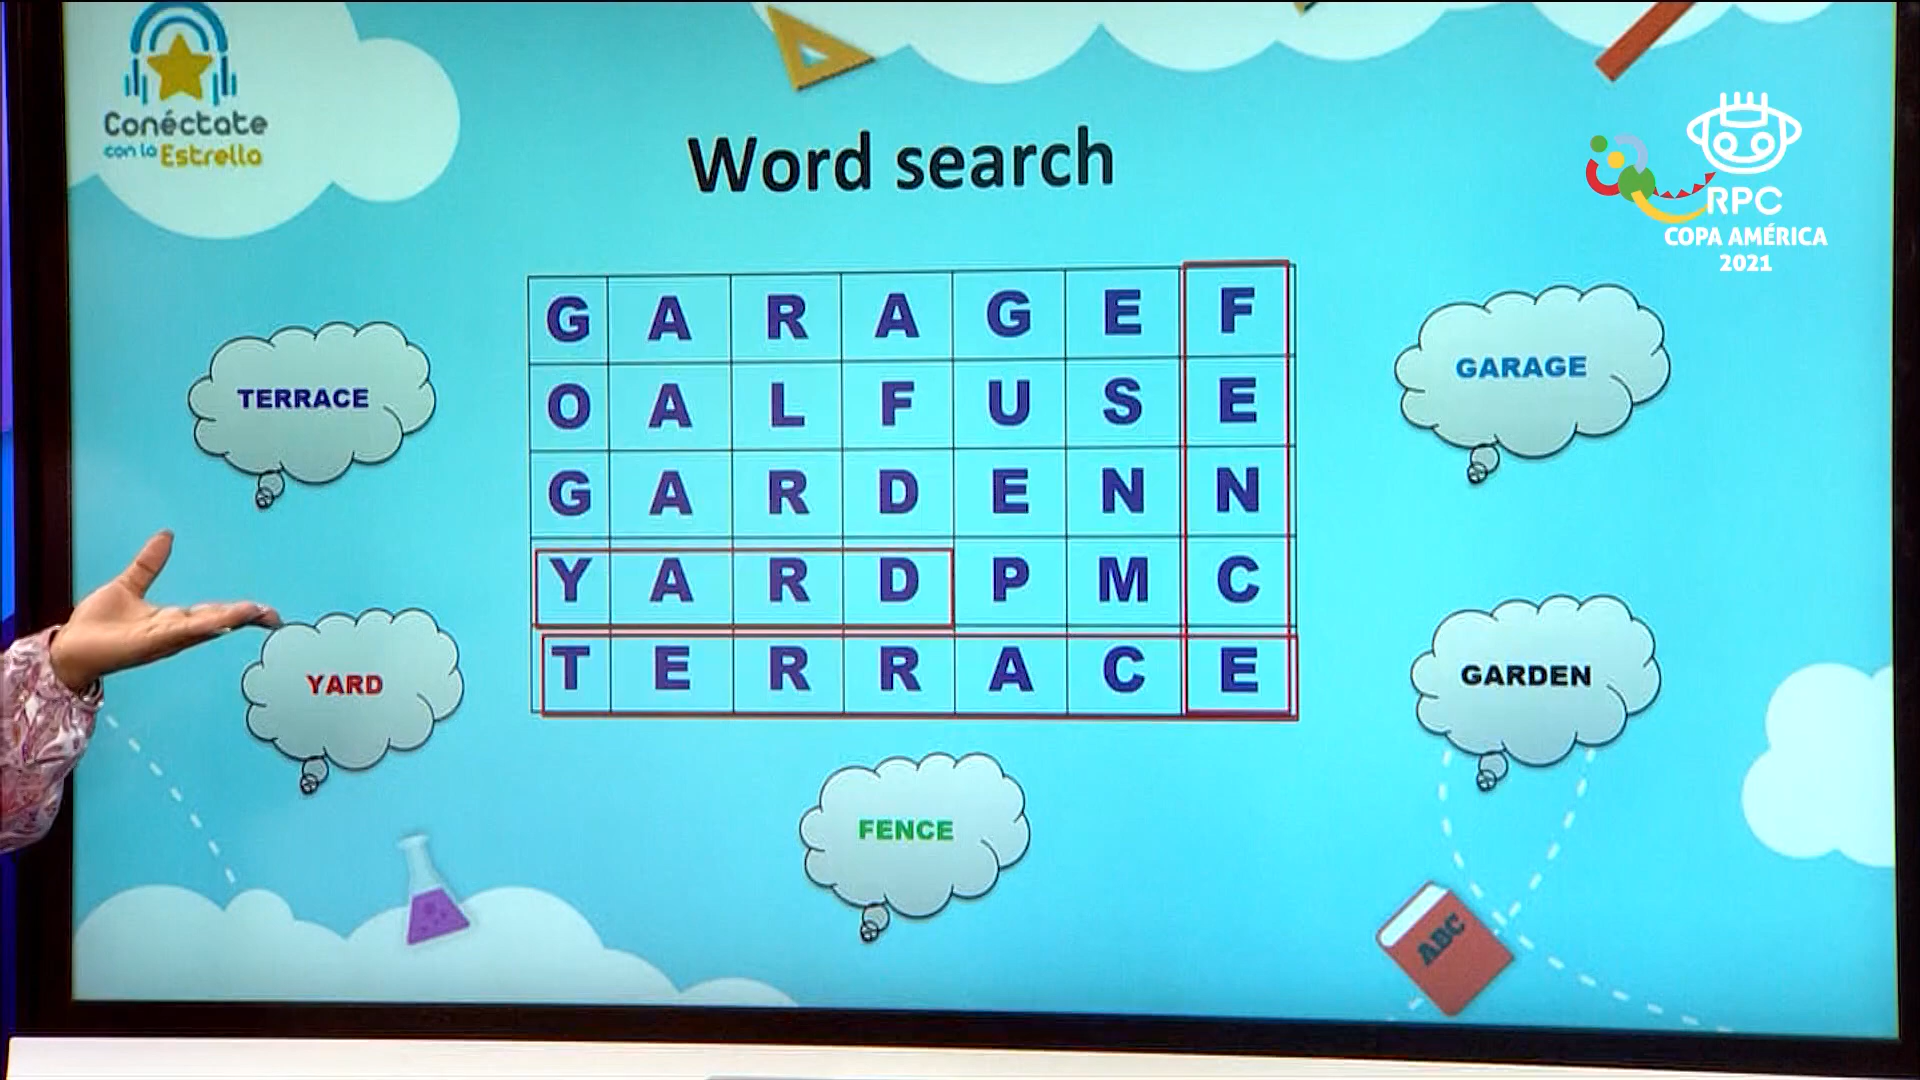 Conéctate
con la Estrella
Word search
RPC
COPA AMÉRICA
2021
G A R A G E F
O A L F U S E
G A R D E N N
Y A R D P M C
T E R R A C E
TERRACE
GARAGE
YARD
GARDEN
FENCE
ABC